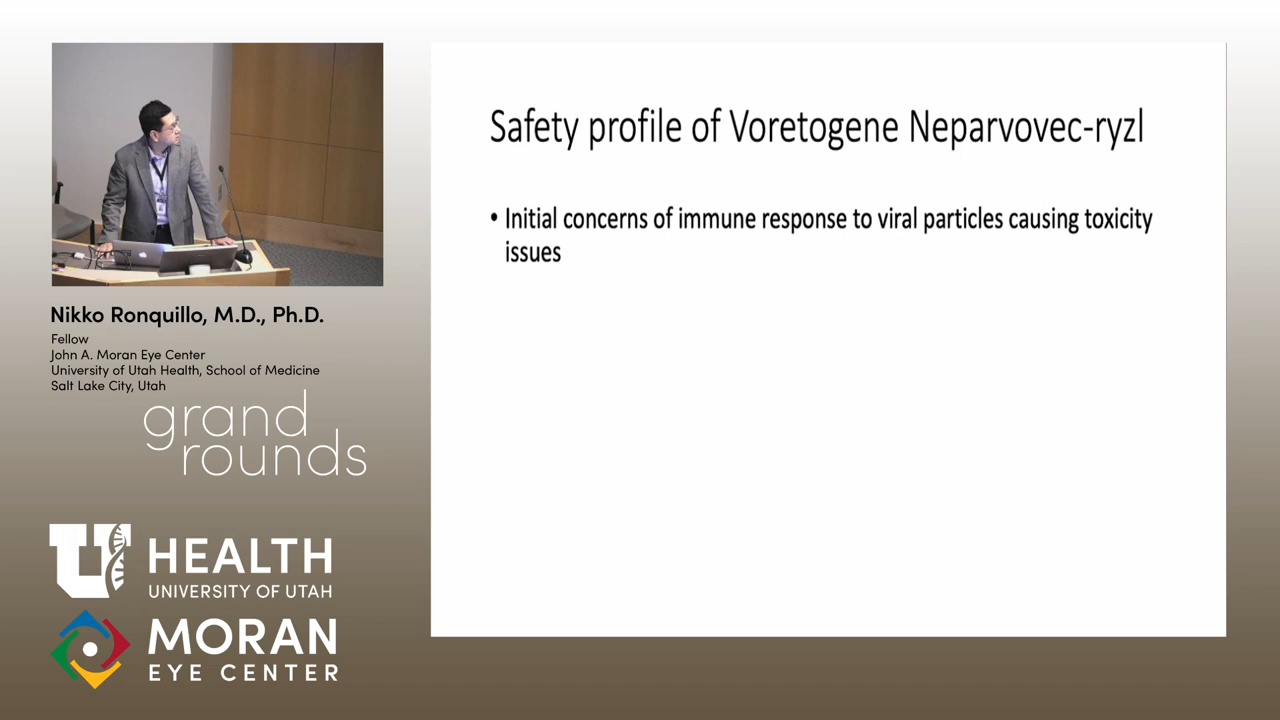 Safety profile of Voretogene Neparvovec-ryzl
• Initial concerns of immune response to viral particles causing toxicity
issues
Nikko Ronquillo, M.D., Ph.D.
Fellow
John A. Moran Eye Center
University of Utah Health, School of Medicine
Salt Lake City, Utah
grand
rounds
U HEALTH
UNIVERSITY OF UTAH
MORAN
EYE CENTER